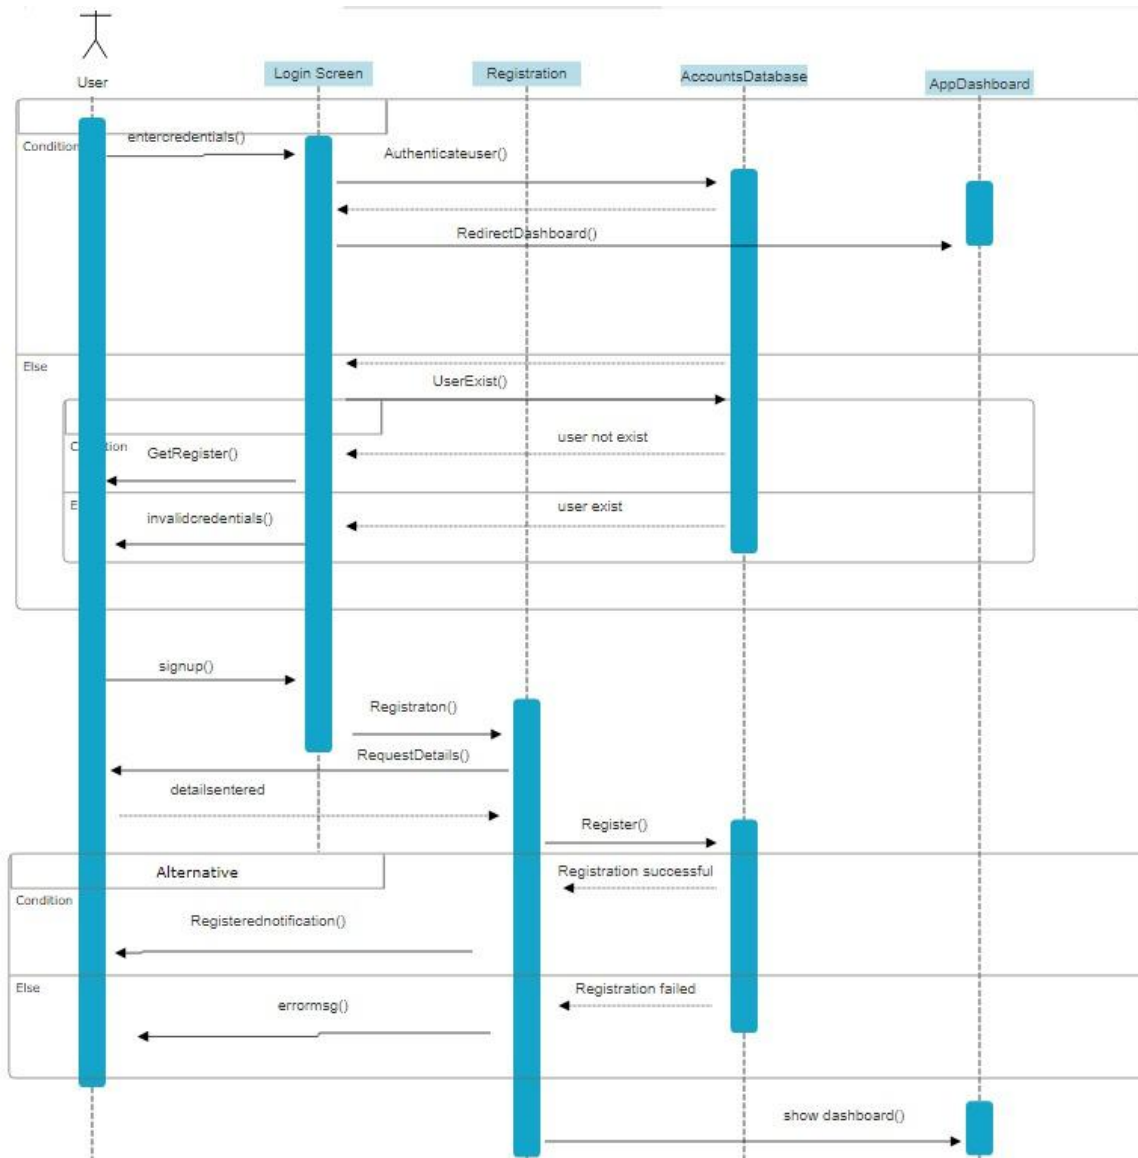 User
Login Screen
Registration
AccountsDatabase
AppDashboard
entercredentials()
Condition
Authenticateuser()
RedirectDashboard()
Else
UserExist()
user not exist
GetRegister()
user exist
invalidcredentials()
signup()
Registraton()
RequestDetails()
detailsentered
Register()
Alternative
Registration successful
Condition
Registerednotification()
Else
Registration failed
errormsg()
show dashboard()